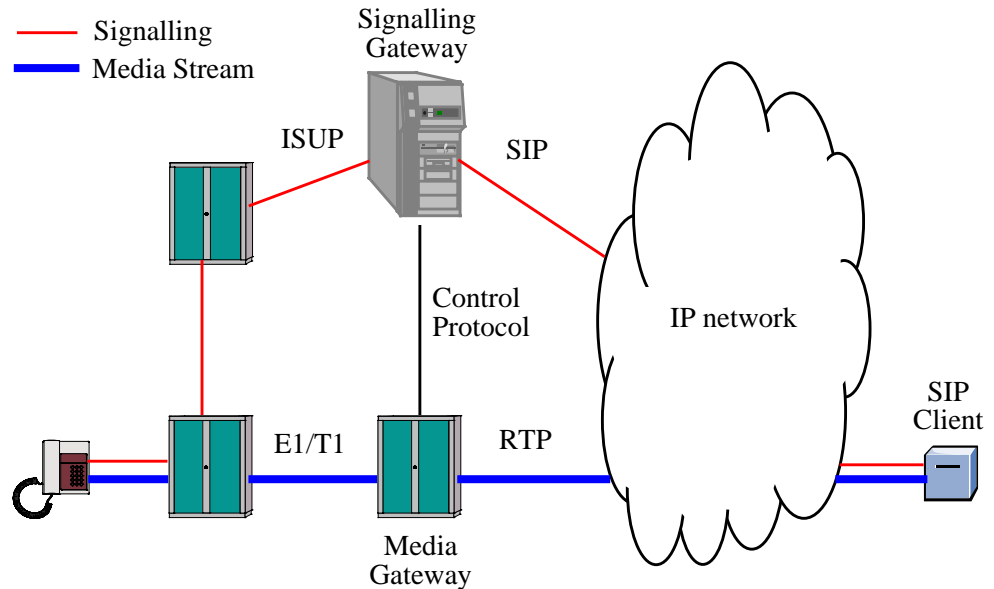 Signalling
Media Stream
Signalling
Gateway
ISUP
SIP
Control
Protocol
IP network
SIP
Client
E1/T1
RTP
Media
Gateway